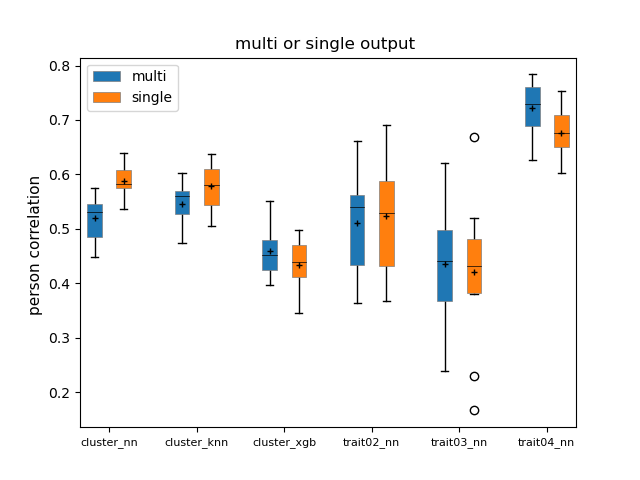 multi or single output
multi
single
person correlation
0.8
0.7
0.6
0.5
0.4
0.3
0.2
cluster_nn cluster_knn cluster_xgb trait02_nn trait03_nn trait04_nn